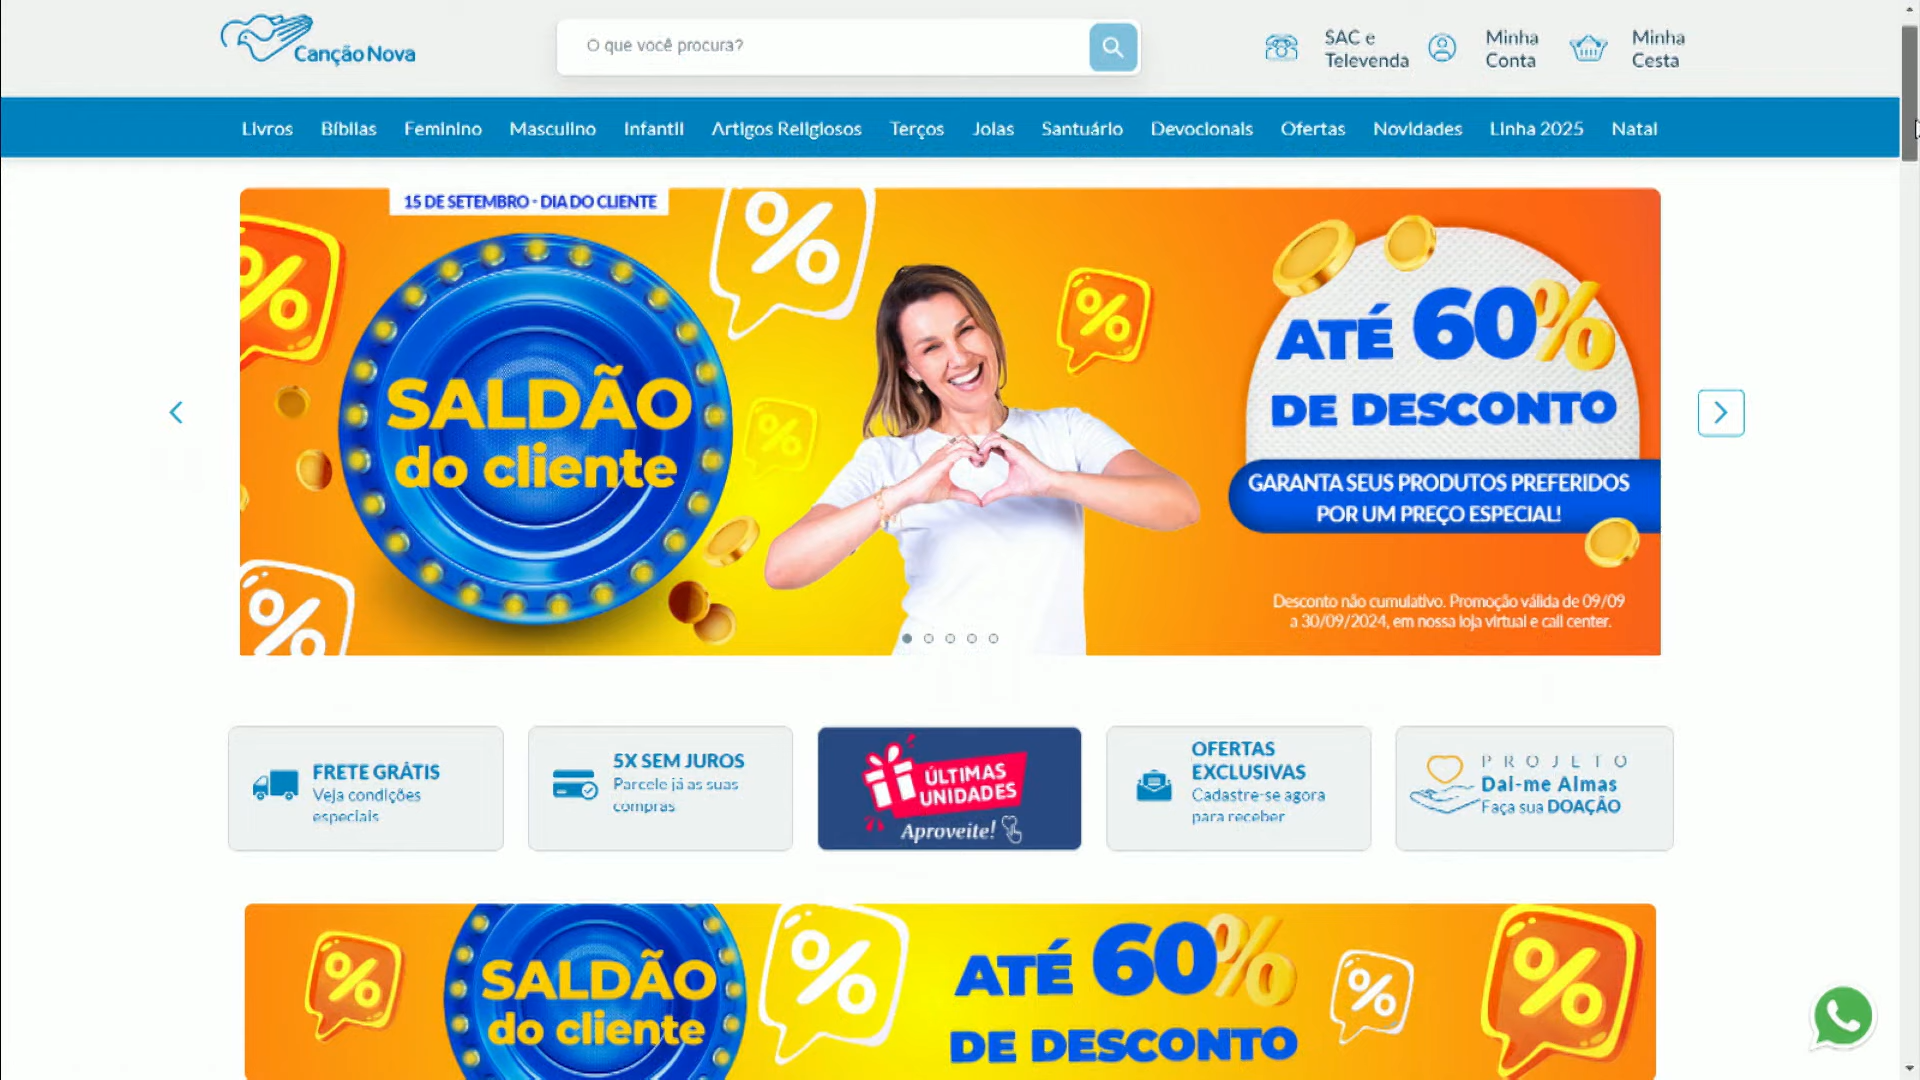 Canção Nova
O que você procura?
SAC e
Televenda
Minha
Conta
Minha
Cesta
Livros Bíblias Feminino Masculino Infantil Artigos Religiosos Terços Joias Santuário Devocionais Ofertas Novidades Linha 2025 Natal
15 DE SETEMBRO - DIA DO CLIENTE
SALDÃO
do cliente
%
%
%
%
%
ATÉ 60%
DE DESCONTO
GARANTA SEUS PRODUTOS PREFERIDOS
POR UM PREÇO ESPECIAL!
Desconto não cumulativo. Promoção válida de 09/09
a 30/09/2024, em nossa loja virtual e call center.
FRETE GRÁTIS
Veja condições
especiais
5X SEM JUROS
Parcele já as suas
compras
ÚLTIMAS
UNIDADES
Aproveite!
OFERTAS
EXCLUSIVAS
Cadastre-se agora
para receber
PROJETO
Dai-me Almas
Faça sua DOAÇÃO
%
SALDÃO
do cliente
%
ATÉ 60%
DE DESCONTO
%
%